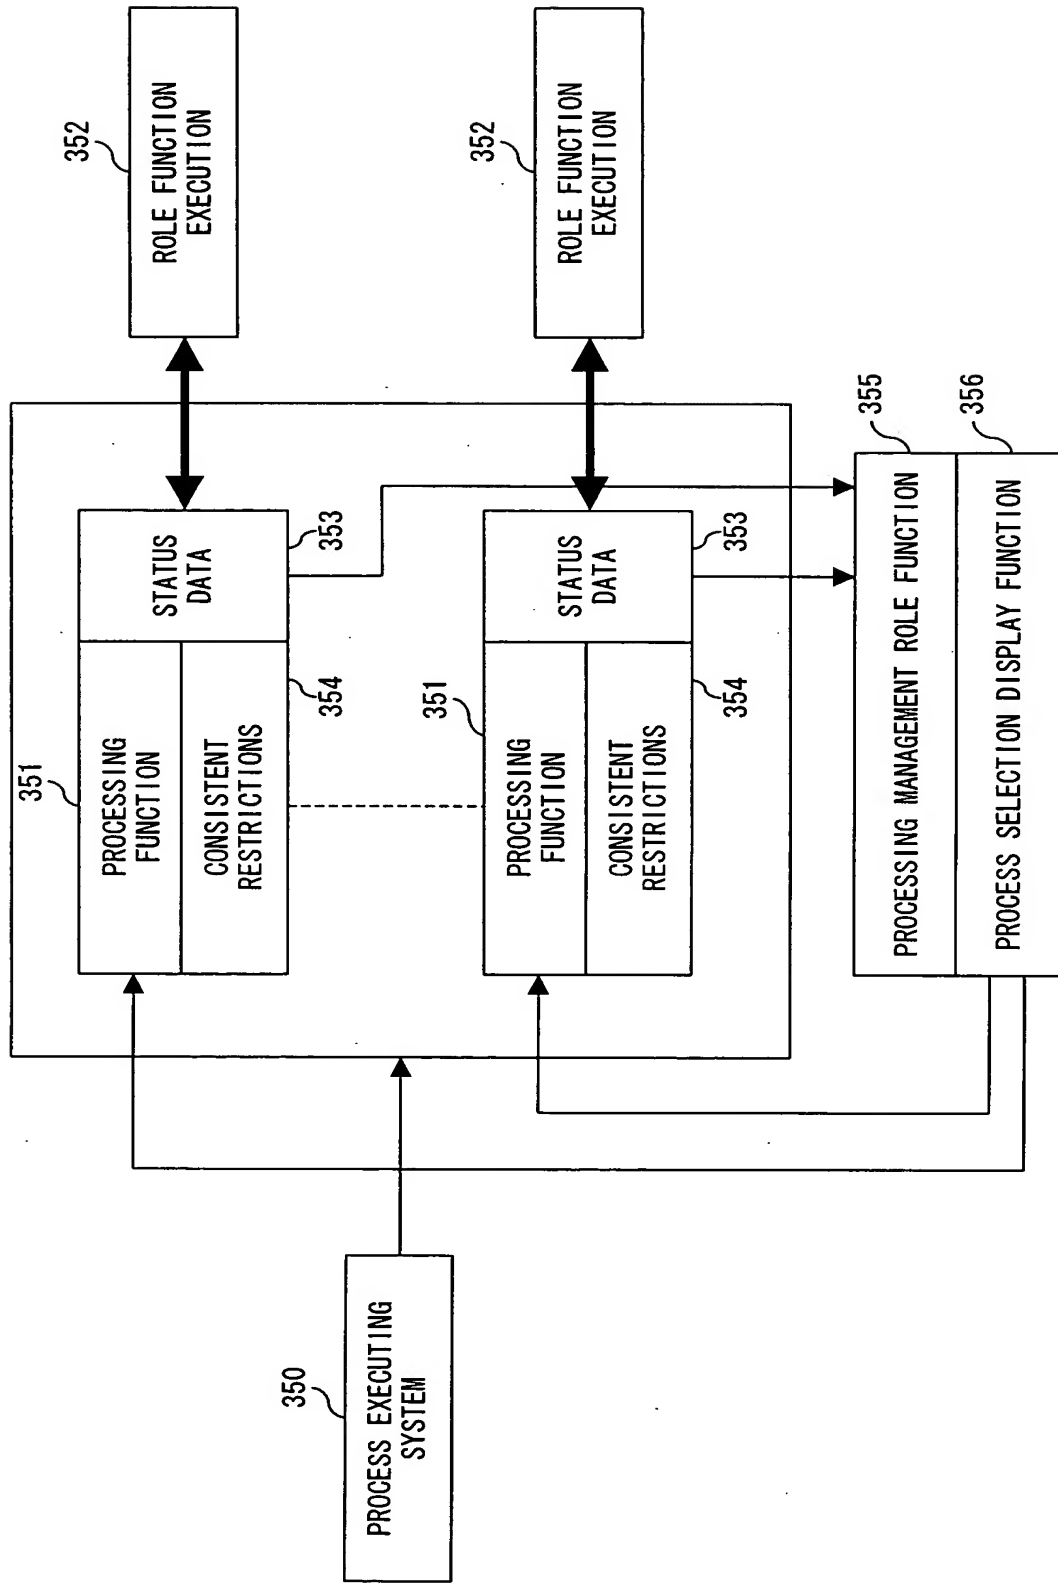 352
ROLE FUNCTION
EXECUTION
352
ROLE FUNCTION
EXECUTION
351
PROCESSING
FUNCTION
STATUS
DATA
353
CONSISTENT
RESTRICTIONS
354
351
PROCESSING
FUNCTION
STATUS
DATA
353
CONSISTENT
RESTRICTIONS
354
355
PROCESSING MANAGEMENT ROLE FUNCTION
356
PROCESS SELECTION DISPLAY FUNCTION
350
PROCESS EXECUTING
SYSTEM